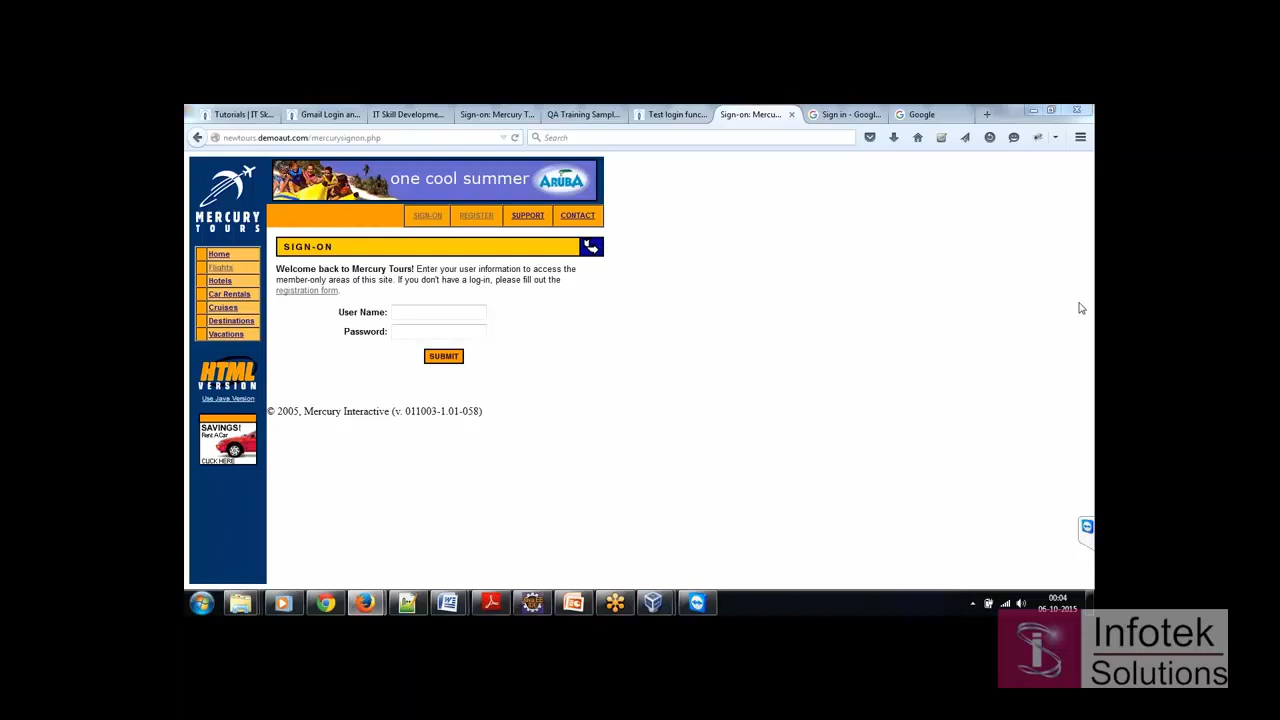 Tutorials | IT Sk...
Gmail Login an...
IT Skill Developme...
Sign-on: Mercury T...
QA Training Sampl...
Test login func...
Sign-on: Mercu...
Sign in - Googl...
Google
newtours.demoaut.com/mercurysignon.php
Search
one cool summer
ARUBA
MERCURY
TOURS
SIGN-ON
REGISTER
SUPPORT
CONTACT
SIGN-ON
Home
Flights
Hotels
Car Rentals
Cruises
Destinations
Vacations
Welcome back to Mercury Tours! Enter your user information to access the
member-only areas of this site. If you don't have a log-in, please fill out the
registration form.
User Name:
Password:
SUBMIT
HTML
VERSION
Use Java Version
© 2005, Mercury Interactive (v. 011003-1.01-058)
SAVINGS!
Rent A Car
CLICK HERE
00:04
06-10-2015
Infotek
Solutions